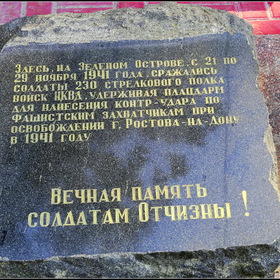 Здесь, на Зеленом Острове, с 21 по
29 ноября 1941 года, сражались
солдаты 230 стрелкового полка
войск НКВД, удерживая плацдарм
для нанесения контр-удара по
фашистским захватчикам при
освобождении г. Ростова-на-Дону
в 1941 году
Вечная память
солдатам Отчизны !